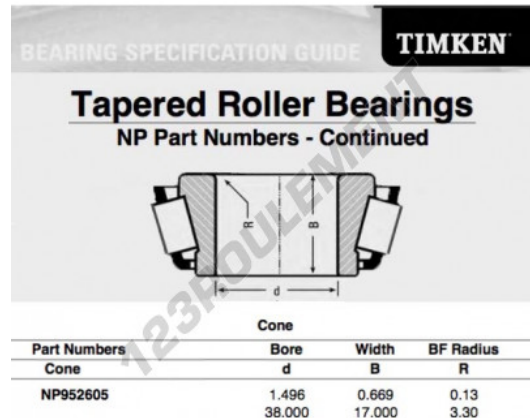 BEARING SPECIFICATION GUIDE
TIMKEN
Tapered Roller Bearings
NP Part Numbers - Continued
R
B
d
123ROULEMENT
Cone
Part Numbers Bore Width BF Radius
Cone d B R
NP952605 1.496 0.669 0.13
38.000 17.000 3.30